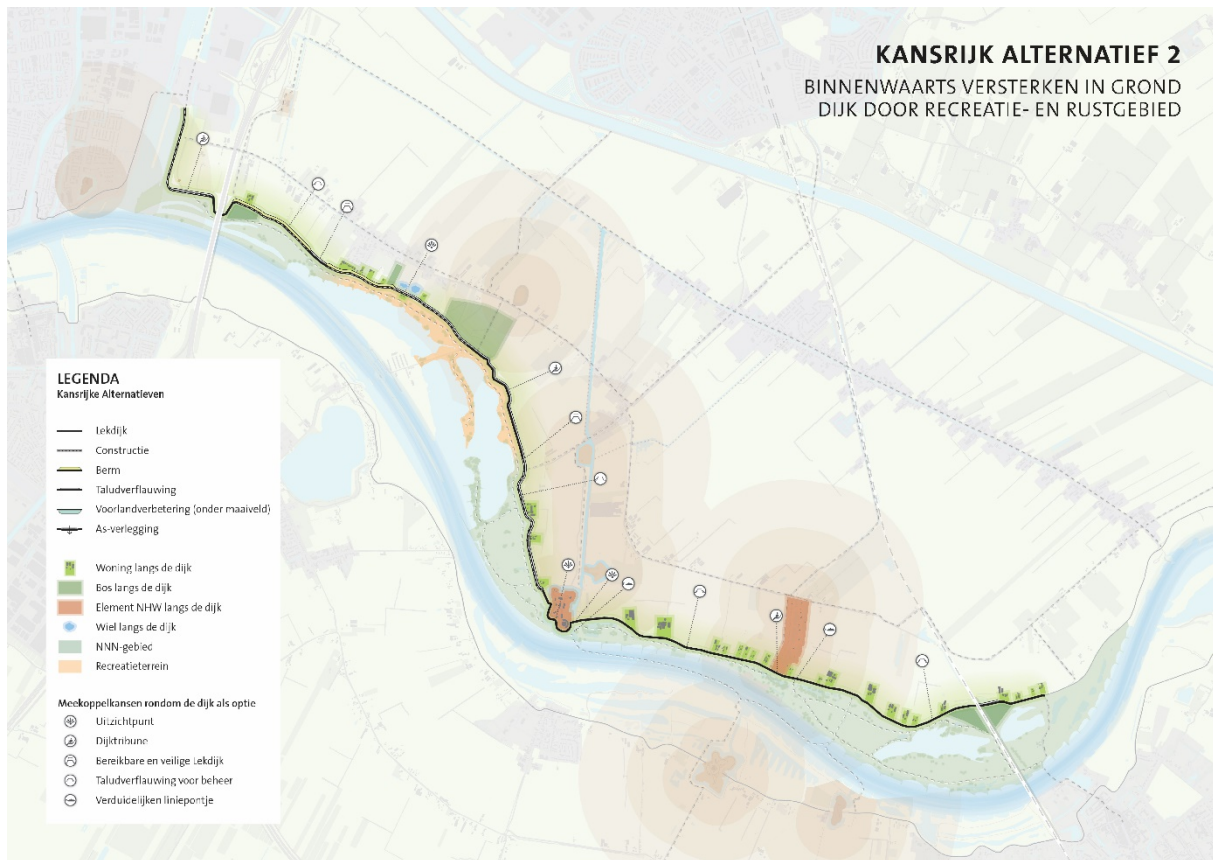 KANSRIJK ALTERNATIEF 2
BINNENWAARTS VERSTERKEN IN GROND
DIJK DOOR RECREATIE- EN RUSTGEBIED
LEGENDA
Kansrijke Alternatieven
Lekdijk
Constructie
Berm
Taludverflauwing
Voorlandverbetering (onder maaiveld)
As-verlegging
Woning langs de dijk
Bos langs de dijk
Element NHW langs de dijk
Wiel langs de dijk
NNN-gebied
Recreatieterrein
Meekoppelkansen rondom de dijk als optie
Uitzichtpunt
Dijktribune
Bereikbare en veilige Lekdijk
Taludverflauwing voor beheer
Verduidelijken liniepontje